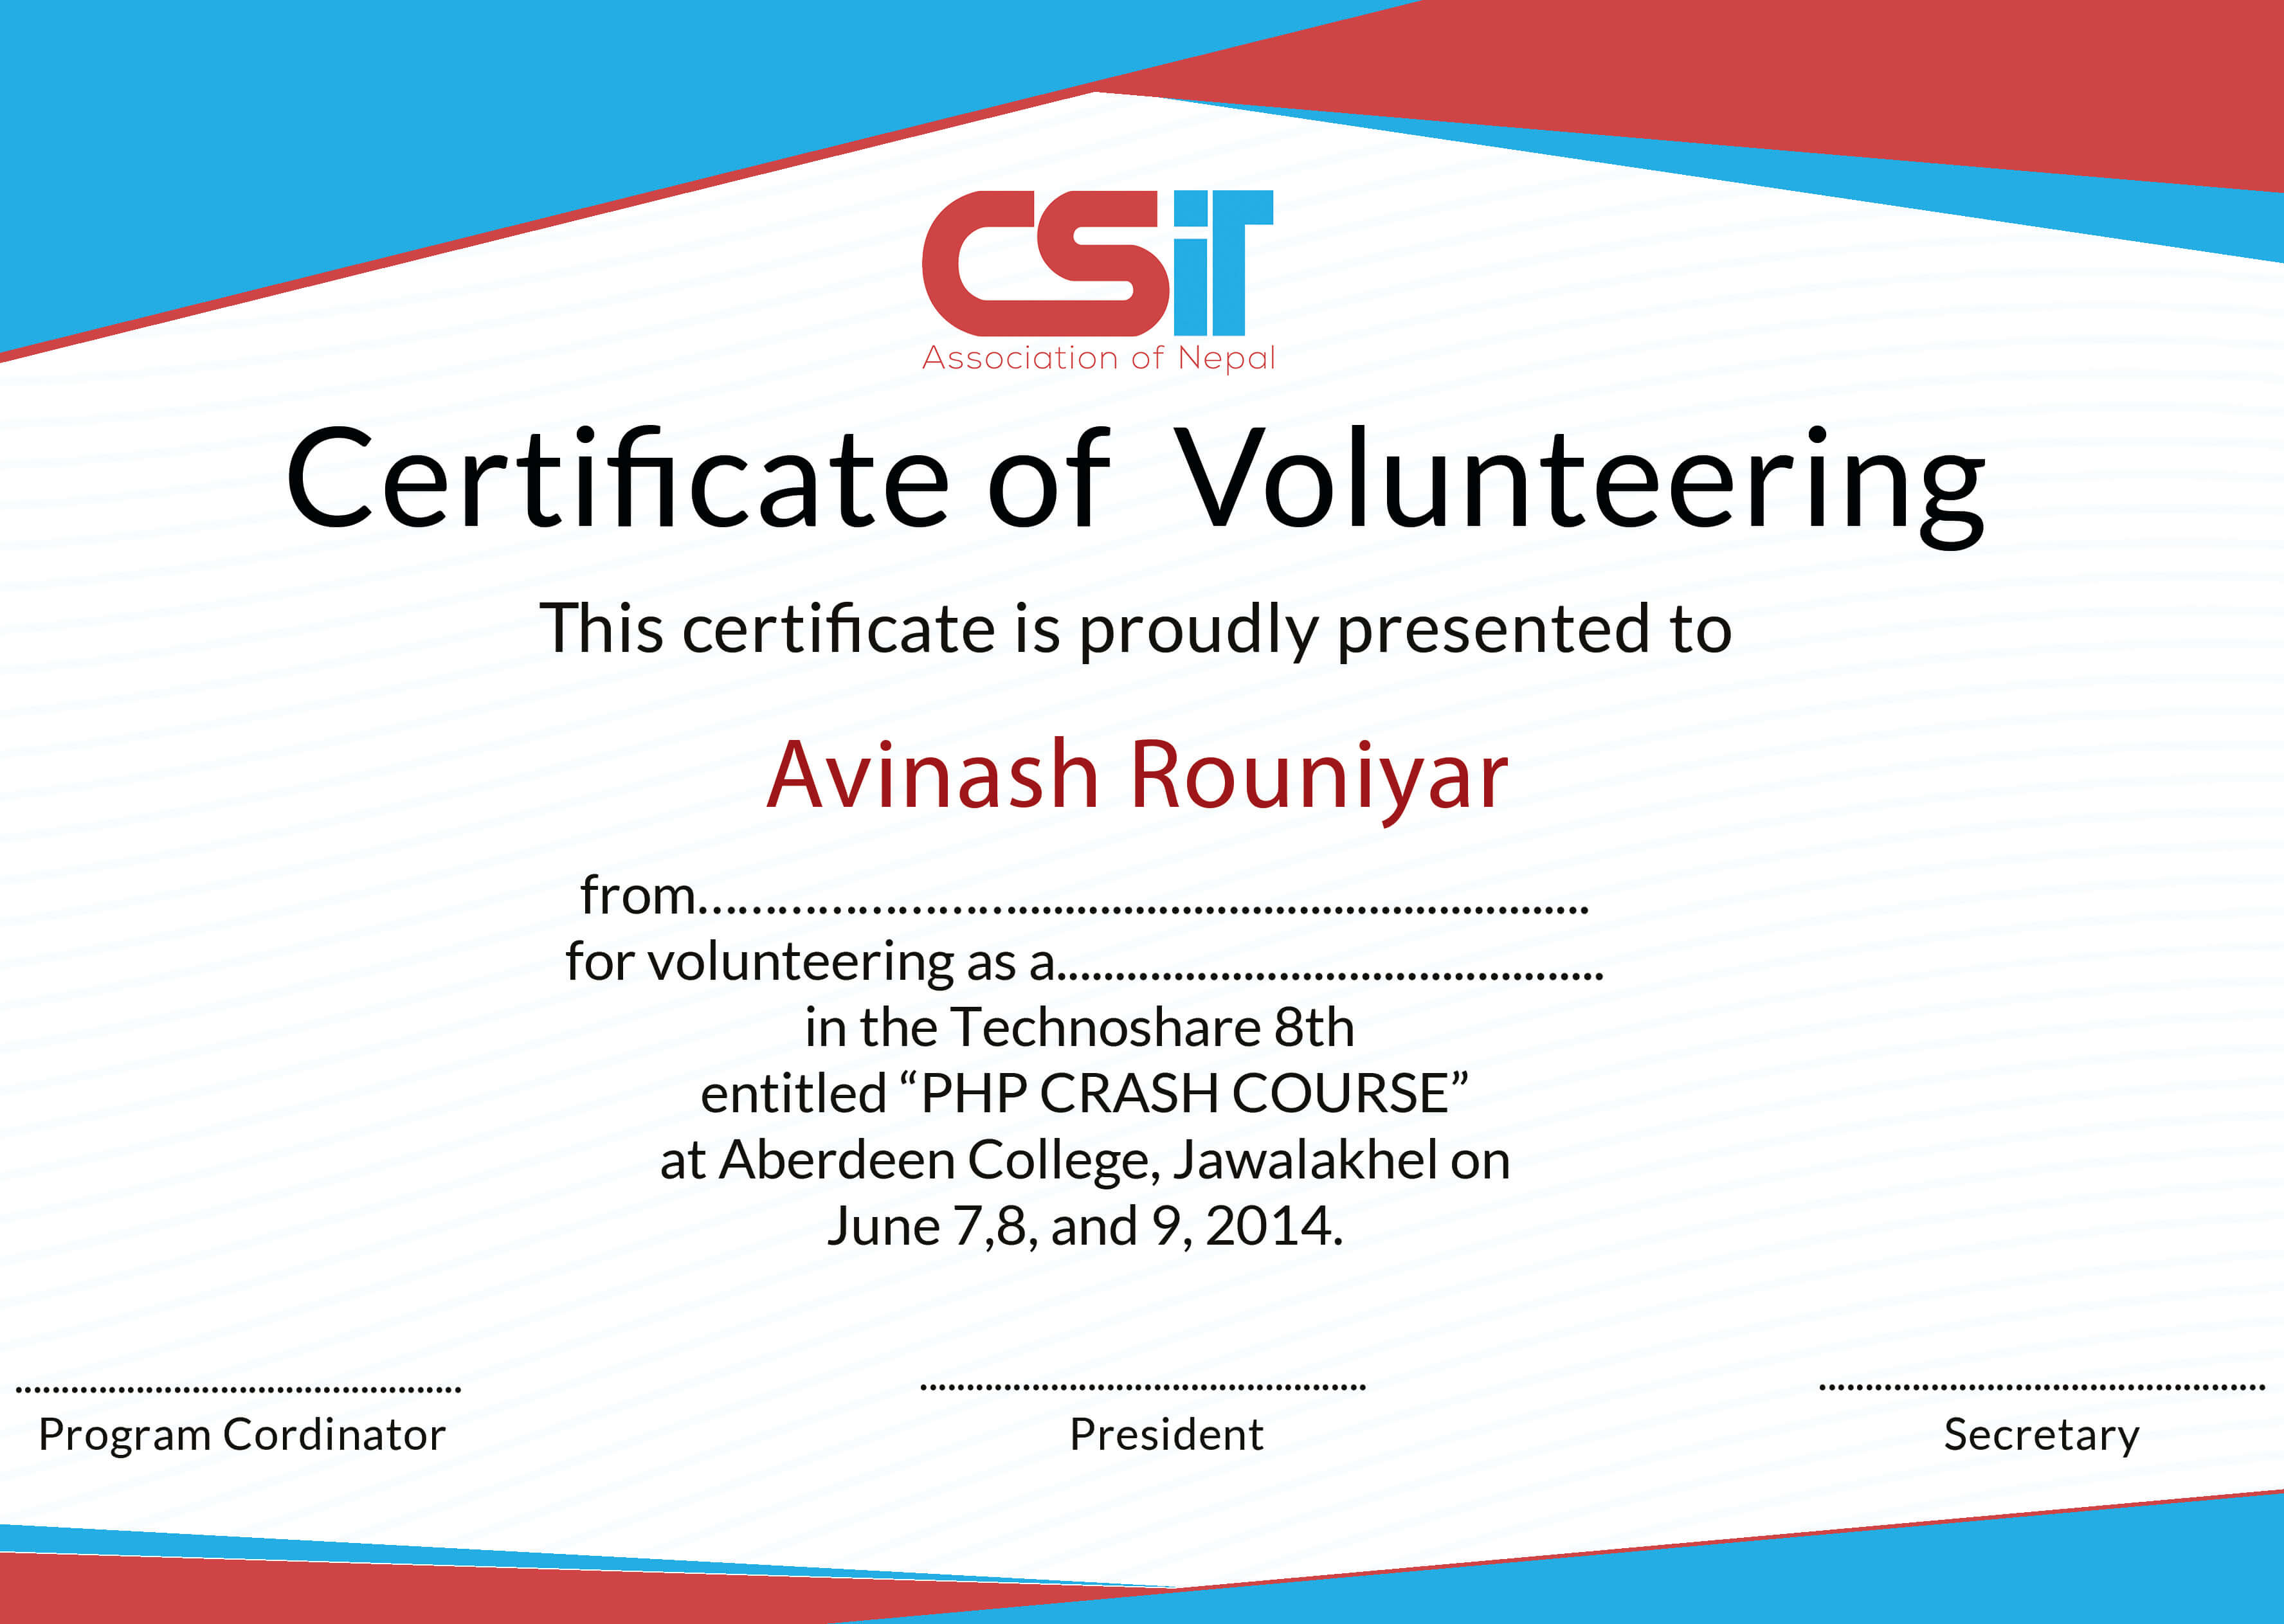 CSiT
Association of Nepal
Certificate of Volunteering
This certificate is proudly presented to
Avinash Rouniyar
from..............................................................................
for volunteering as a...............................................
in the Technoshare 8th
entitled “PHP CRASH COURSE”
at Aberdeen College, Jawalakhel on
June 7,8, and 9, 2014.
................................................ ................................................ ................................................
Program Cordinator President Secretary